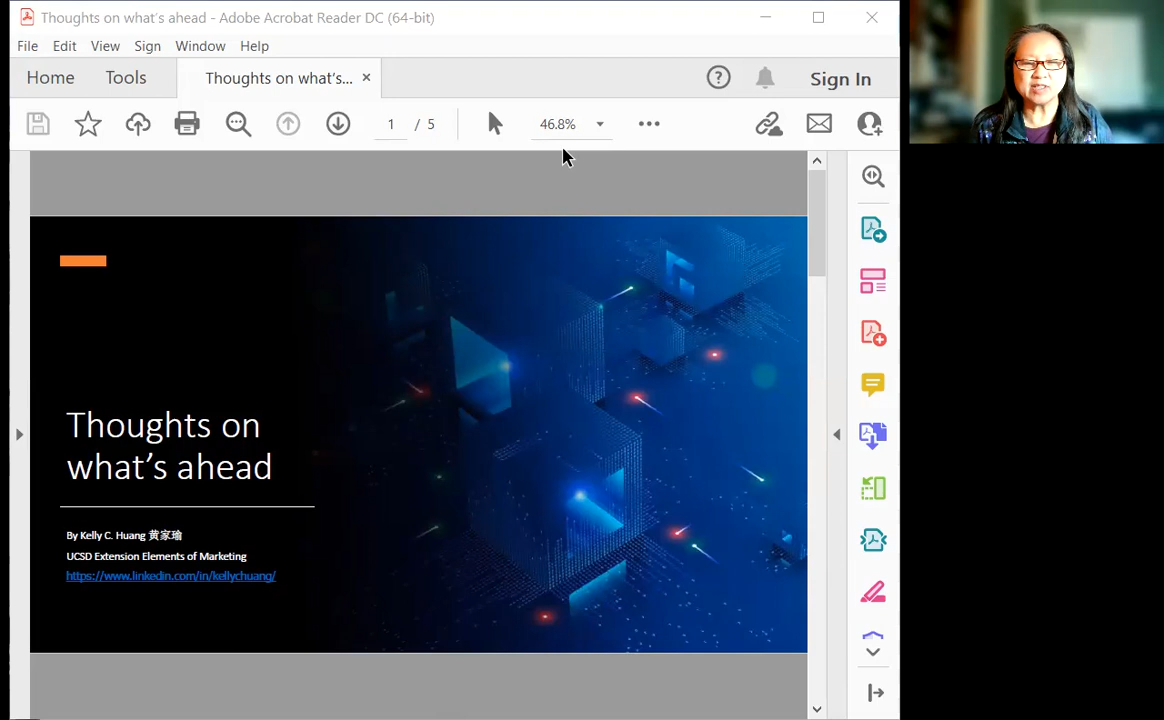 Thoughts on what's ahead - Adobe Acrobat Reader DC (64-bit)
File Edit View Sign Window Help
Home Tools Thoughts on what's... × Sign In
1 / 5 46.8%
Thoughts on
what's ahead
By Kelly C. Huang 黄家瑜
UCSD Extension Elements of Marketing
https://www.linkedin.com/in/kellychuang/